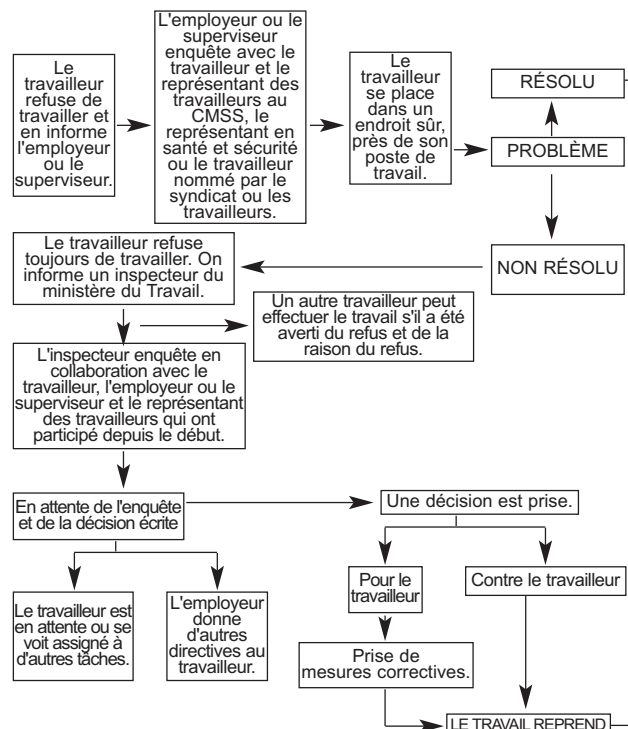 Le
travailleur
refuse de
travailler et
en informe
l'employeur
ou le
superviseur.
L'employeur ou le
superviseur
enquête avec le
travailleur et le
représentant des
travailleurs au
CMSS, le
représentant en
santé et sécurité
ou le travailleur
nommé par le
syndicat ou les
travailleurs.
Le
travailleur
se place
dans un
endroit sûr,
près de son
poste de
travail.
RÉSOLU
PROBLÈME
NON RÉSOLU
Le travailleur refuse
toujours de travailler. On
informe un inspecteur du
ministère du Travail.
Un autre travailleur peut
effectuer le travail s'il a été
averti du refus et de la
raison du refus.
L'inspecteur enquête en
collaboration avec le
travailleur, l'employeur ou le
superviseur et le représentant
des travailleurs qui ont
participé depuis le début.
En attente de l'enquête
et de la décision écrite
Une décision est prise.
Le travailleur est
en attente ou se
voit assigné à
d'autres tâches.
L'employeur
donne
d'autres
directives au
travailleur.
Pour le
travailleur
Contre le travailleur
Prise de
mesures correctives.
LE TRAVAIL REPREND